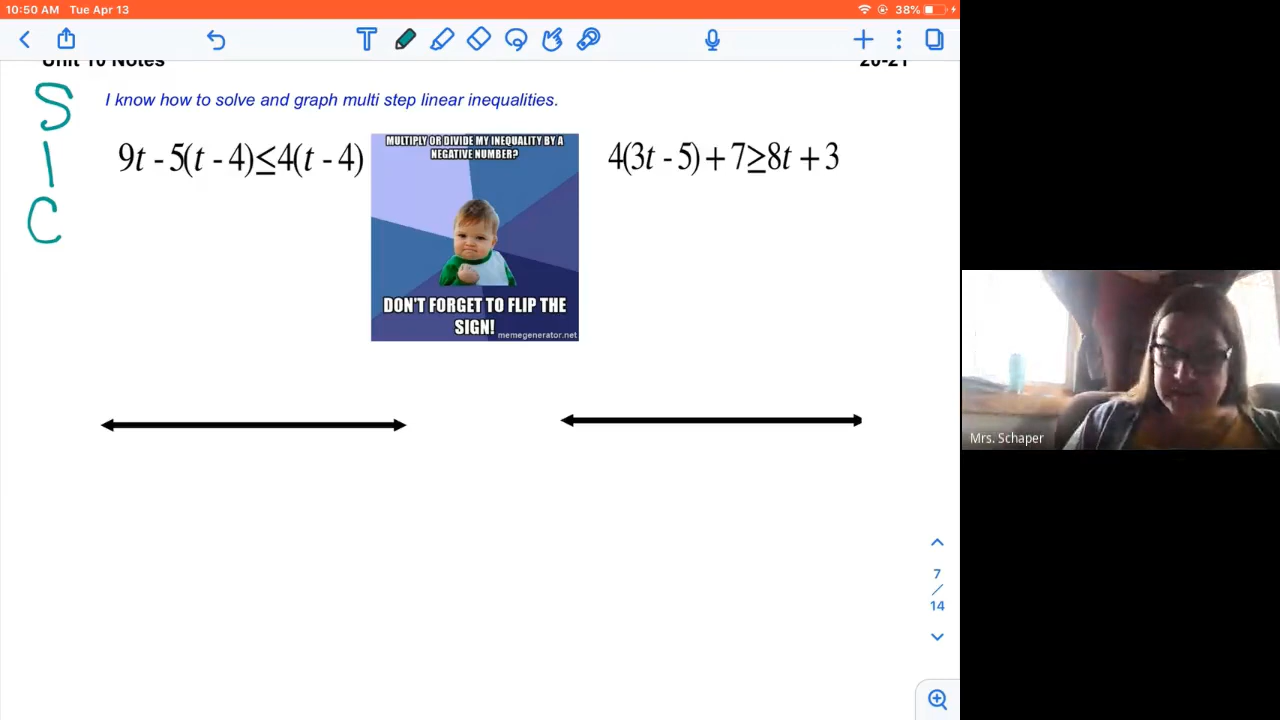 10:50 AM Tue Apr 13
38%
T
Unit 10 Notes
20-21
S
I know how to solve and graph multi step linear inequalities.
I
C
9t - 5(t - 4)≤4(t - 4)
MULTIPLY OR DIVIDE MY INEQUALITY BY A
NEGATIVE NUMBER?
DON'T FORGET TO FLIP THE
SIGN!
memegenerator.net
4(3t - 5) + 7≥8t + 3
Mrs. Schaper
7
/
14